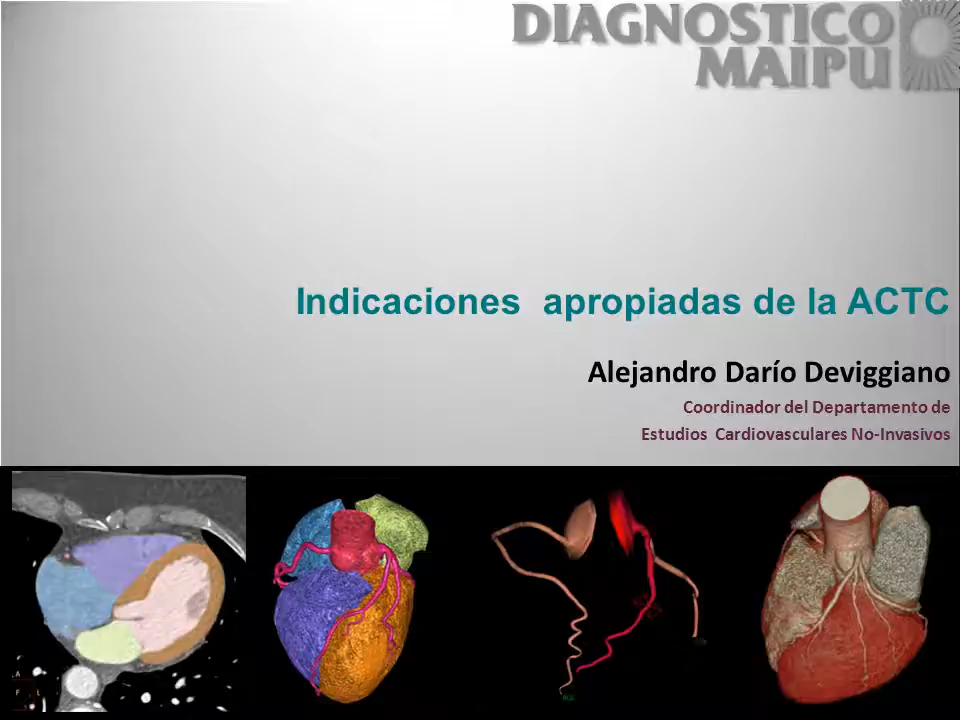 DIAGNOSTICO
MAIPU
Indicaciones apropiadas de la ACTC
Alejandro Darío Deviggiano
Coordinador del Departamento de
Estudios Cardiovasculares No-Invasivos
A
F L